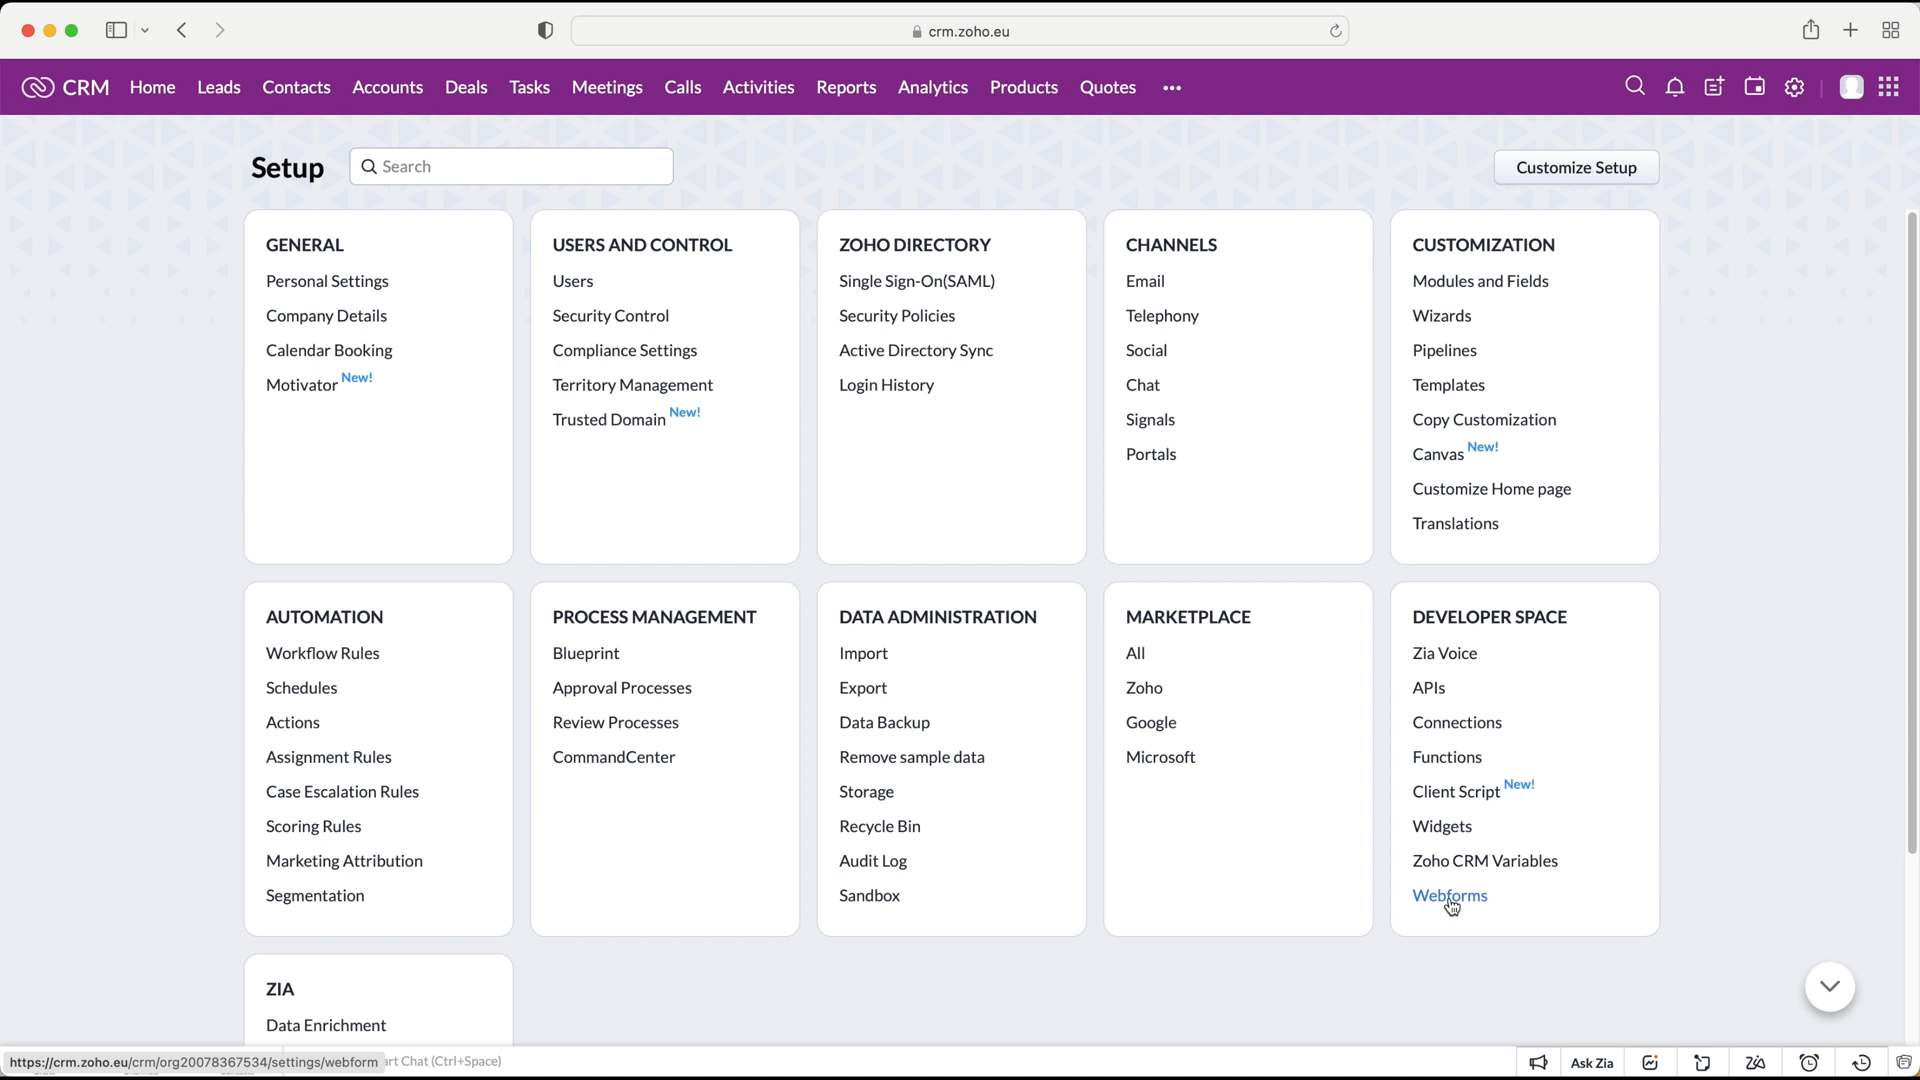 crm.zoho.eu
CRM Home Leads Contacts Accounts Deals Tasks Meetings Calls Activities Reports Analytics Products Quotes •••
Setup
Search
Customize Setup
GENERAL
Personal Settings
Company Details
Calendar Booking
Motivator New!
USERS AND CONTROL
Users
Security Control
Compliance Settings
Territory Management
Trusted Domain New!
ZOHO DIRECTORY
Single Sign-On(SAML)
Security Policies
Active Directory Sync
Login History
CHANNELS
Email
Telephony
Social
Chat
Signals
Portals
CUSTOMIZATION
Modules and Fields
Wizards
Pipelines
Templates
Copy Customization
Canvas New!
Customize Home page
Translations
AUTOMATION
Workflow Rules
Schedules
Actions
Assignment Rules
Case Escalation Rules
Scoring Rules
Marketing Attribution
Segmentation
PROCESS MANAGEMENT
Blueprint
Approval Processes
Review Processes
CommandCenter
DATA ADMINISTRATION
Import
Export
Data Backup
Remove sample data
Storage
Recycle Bin
Audit Log
Sandbox
MARKETPLACE
All
Zoho
Google
Microsoft
DEVELOPER SPACE
Zia Voice
APIs
Connections
Functions
Client Script New!
Widgets
Zoho CRM Variables
Webforms
ZIA
Data Enrichment
https://crm.zoho.eu/crm/org20078367534/settings/webform
art Chat (Ctrl+Space)
Ask Zia